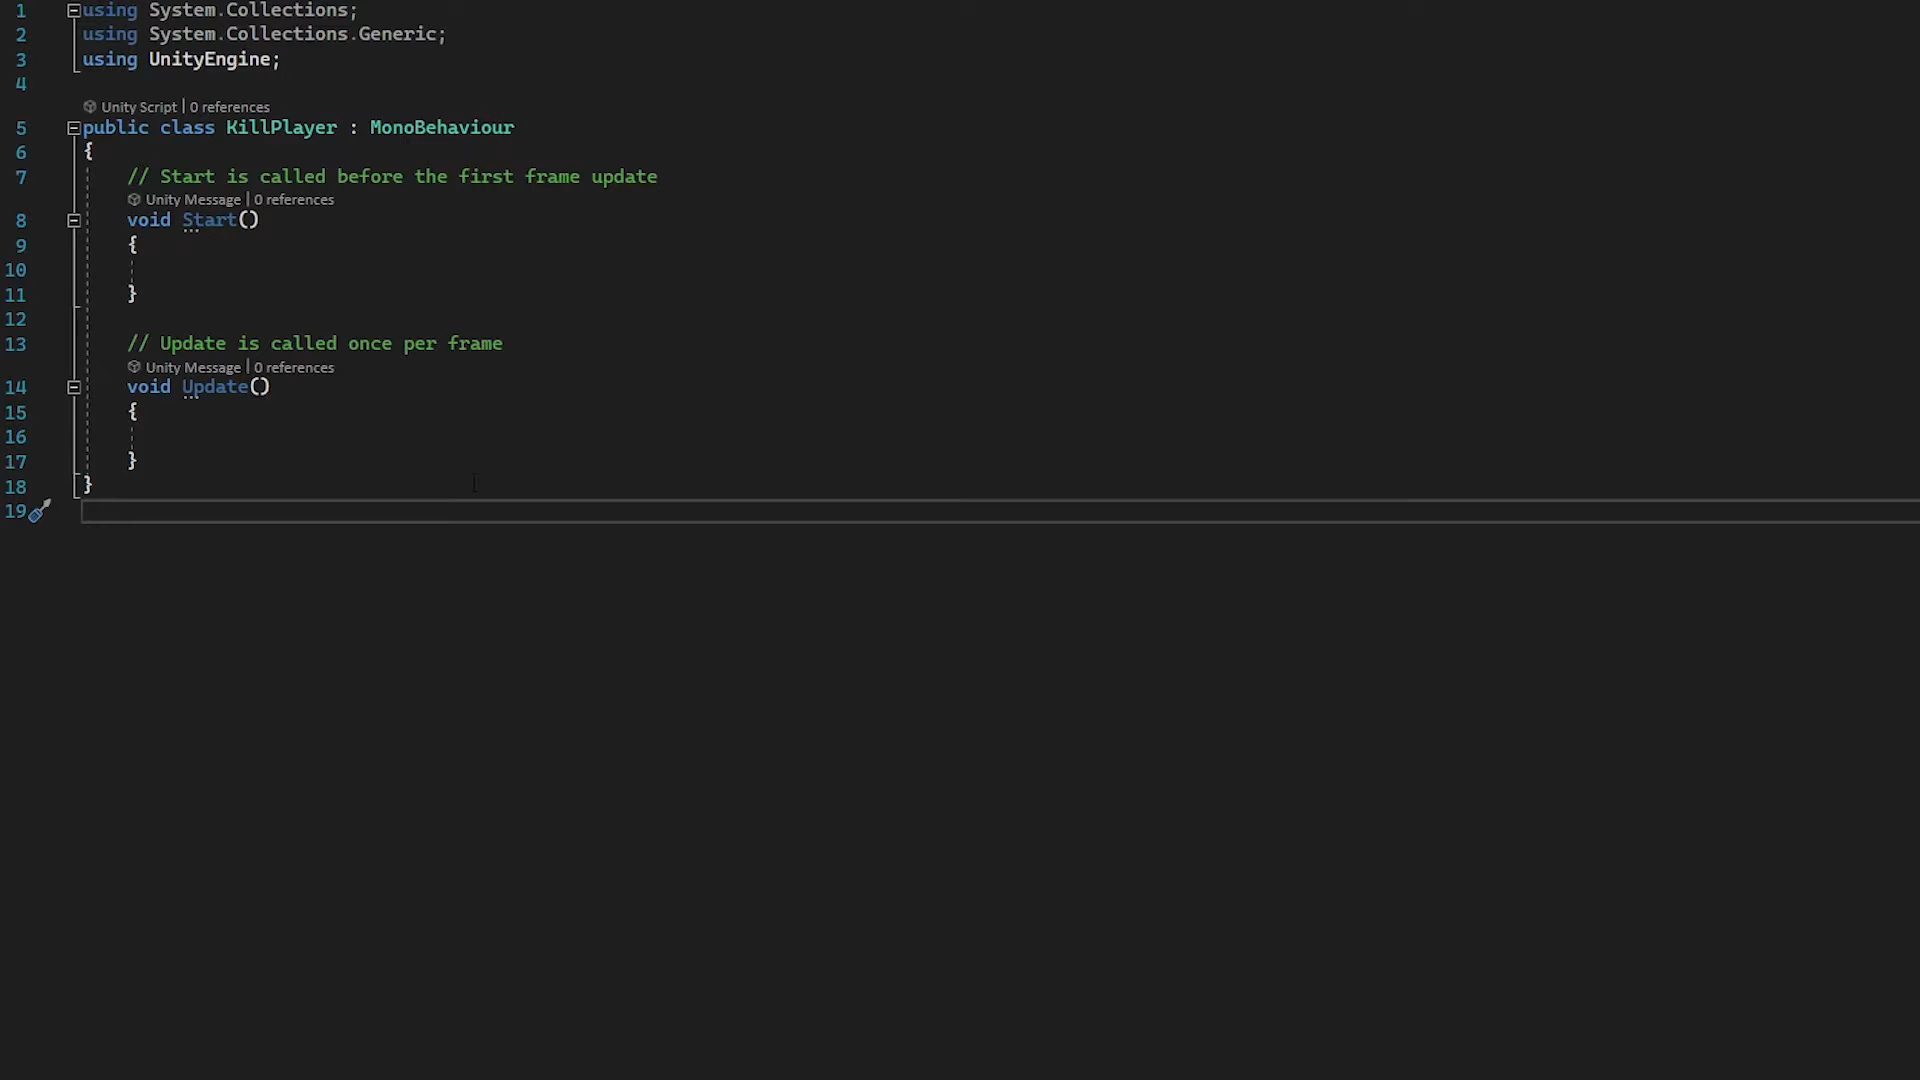 1 using System.Collections;
2 using System.Collections.Generic;
3 using UnityEngine;
4
Unity Script | 0 references
5 public class KillPlayer : MonoBehaviour
6 {
7 // Start is called before the first frame update
Unity Message | 0 references
8 void Start()
9 {
10
11 }
12
13 // Update is called once per frame
Unity Message | 0 references
14 void Update()
15 {
16
17 }
18 }
19